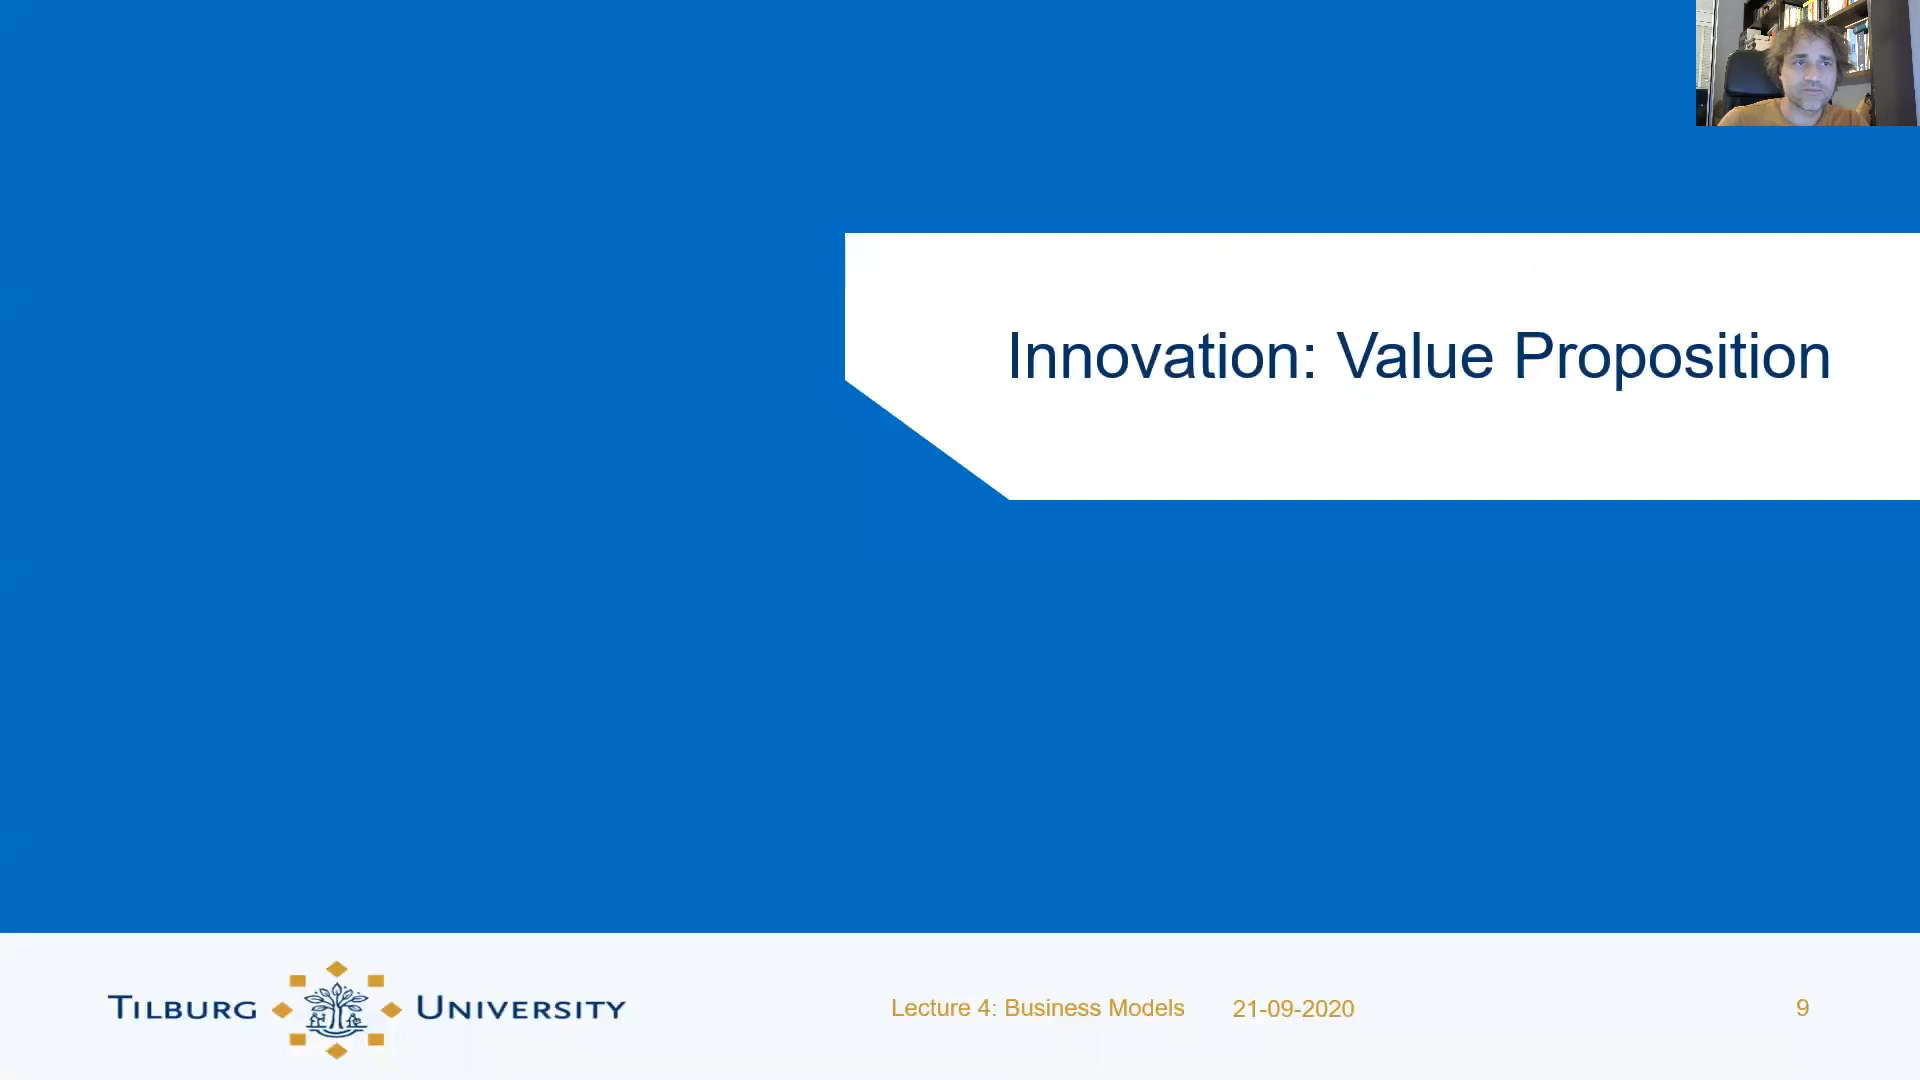 Innovation: Value Proposition
TILBURG UNIVERSITY
Lecture 4: Business Models
21-09-2020
9